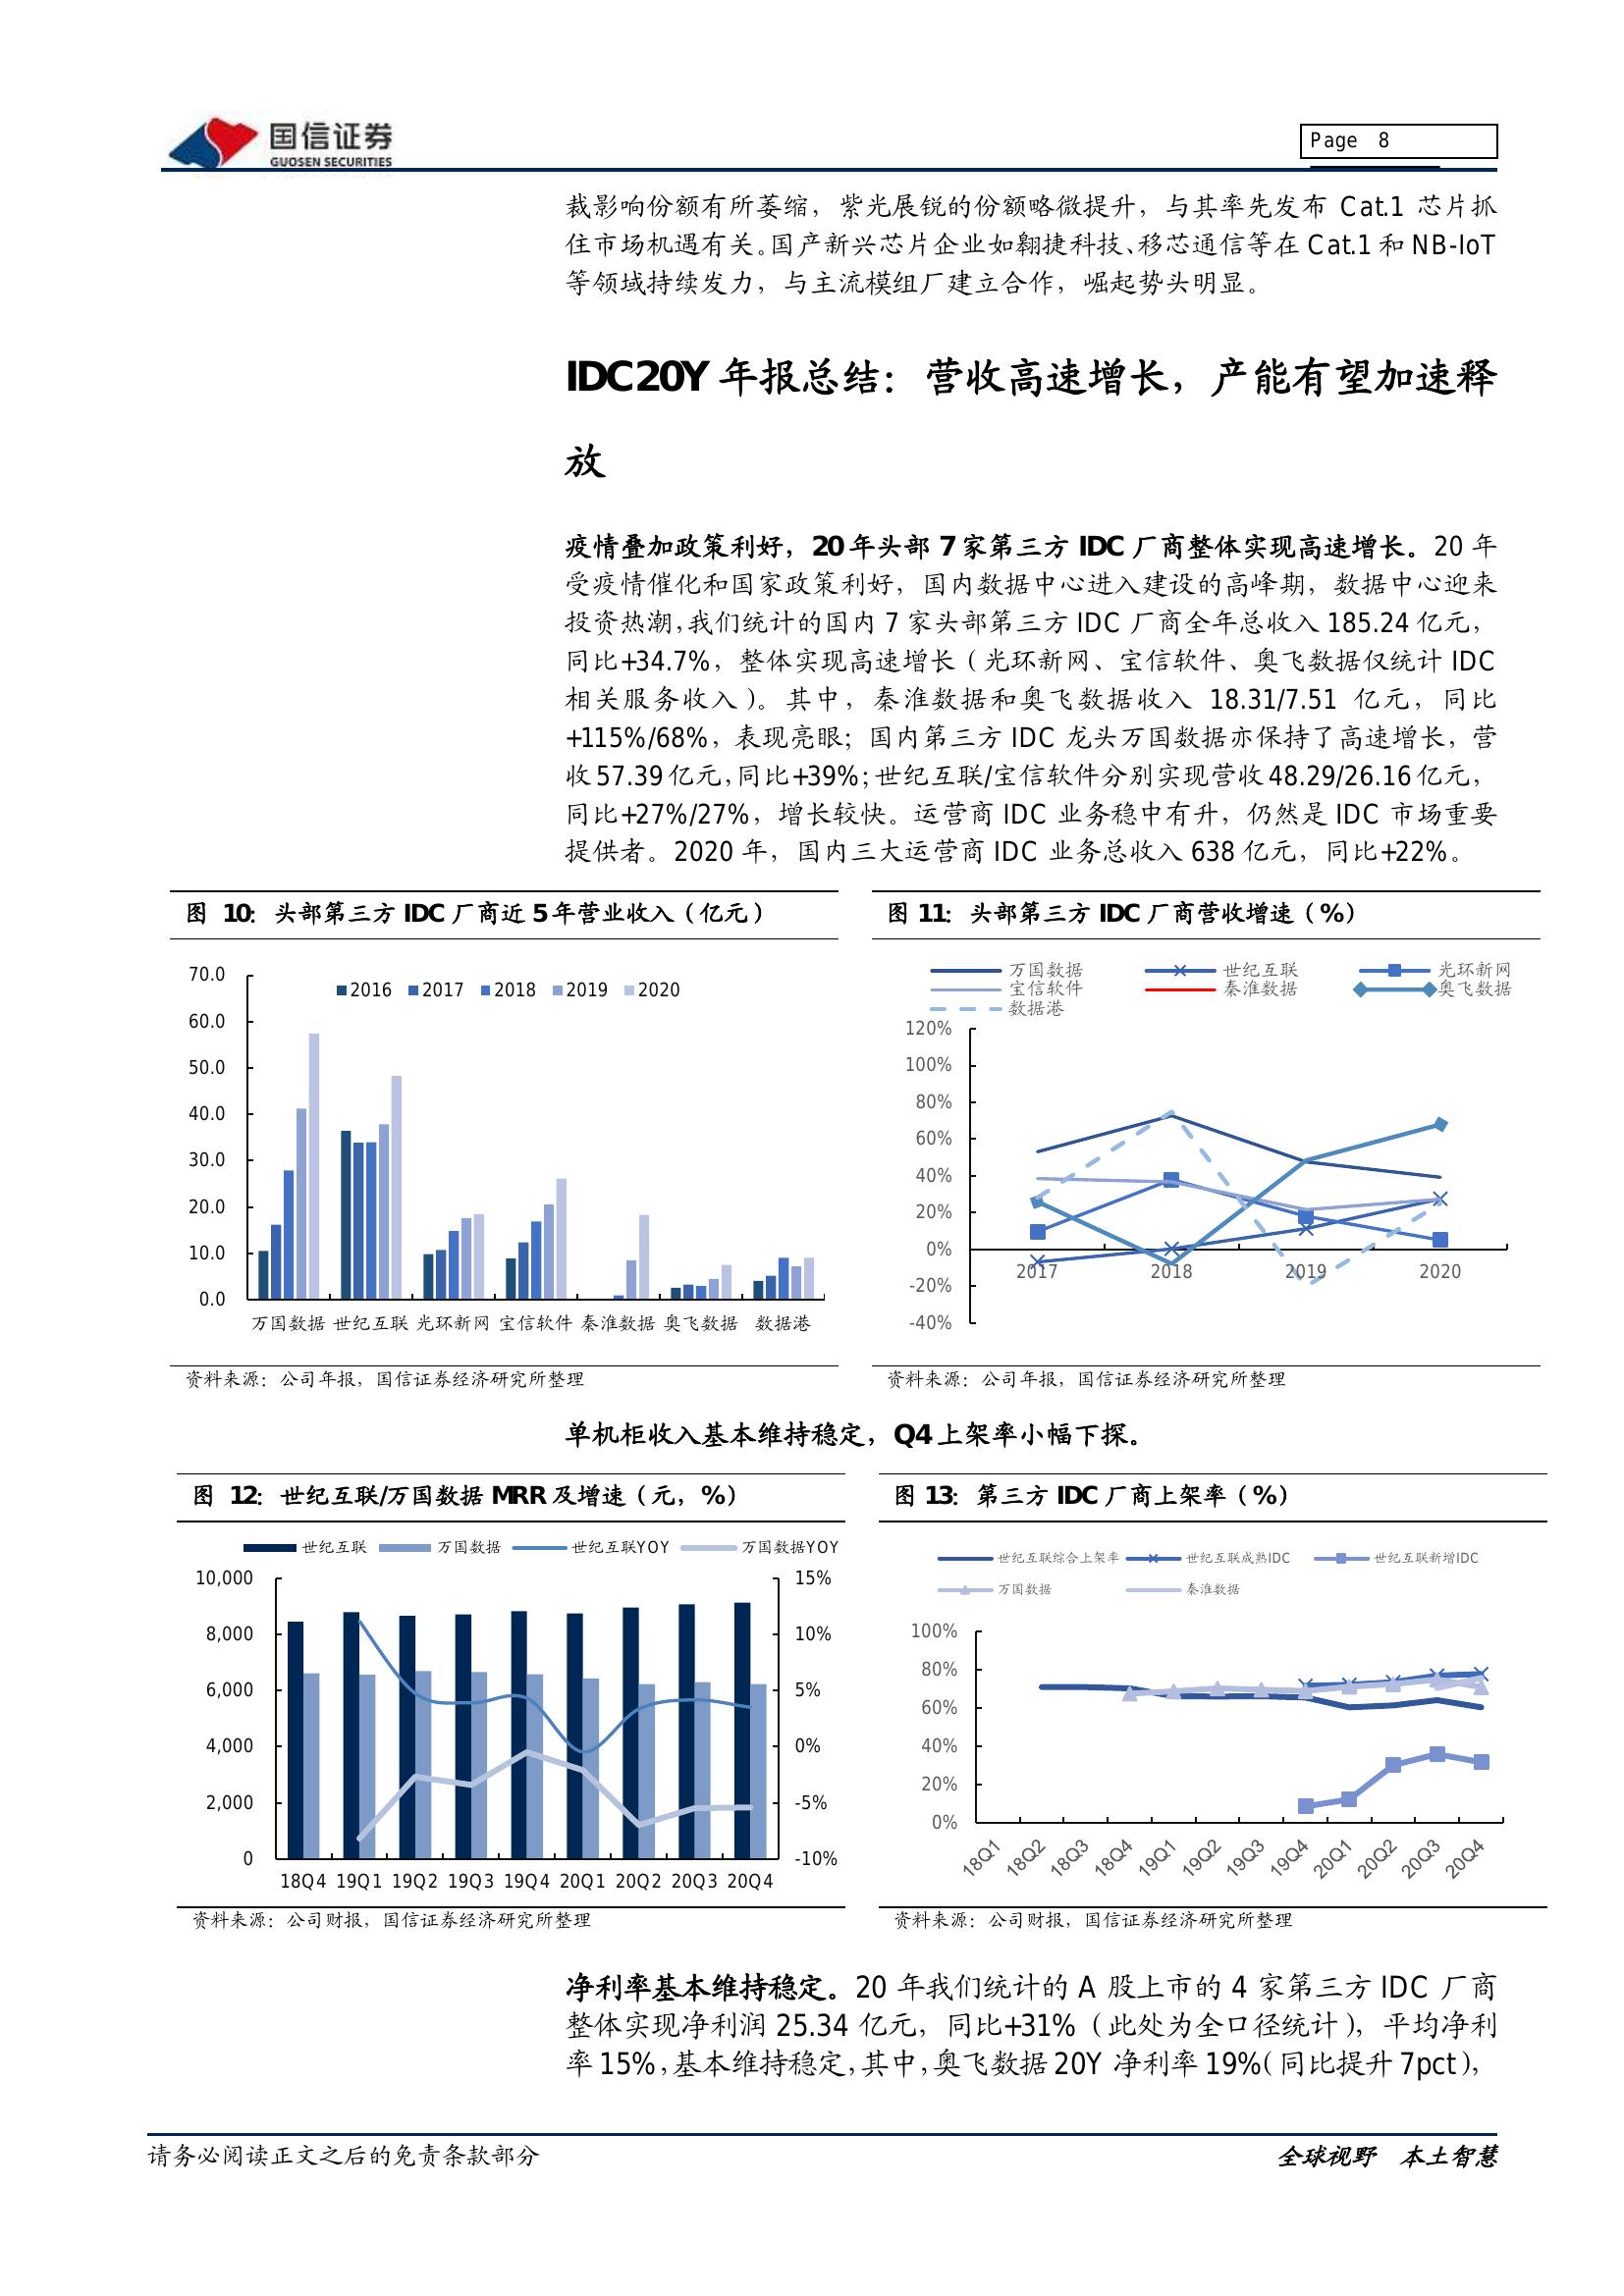 国信证券
GUOSEN SECURITIES
Page 8
裁影响份额有所萎缩，紫光展锐的份额略微提升，与其率先发布 Cat.1 芯片抓
住市场机遇有关。国产新兴芯片企业如翱捷科技、移芯通信等在 Cat.1 和 NB-IoT
等领域持续发力，与主流模组厂建立合作，崛起势头明显。
IDC20Y 年报总结：营收高速增长，产能有望加速释
放
疫情叠加政策利好，20 年头部 7 家第三方 IDC 厂商整体实现高速增长。20 年
受疫情催化和国家政策利好，国内数据中心进入建设的高峰期，数据中心迎来
投资热潮，我们统计的国内 7 家头部第三方 IDC 厂商全年总收入 185.24 亿元，
同比+34.7%，整体实现高速增长（光环新网、宝信软件、奥飞数据仅统计 IDC
相关服务收入）。其中，秦淮数据和奥飞数据收入 18.31/7.51 亿元，同比
+115%/68%，表现亮眼；国内第三方 IDC 龙头万国数据亦保持了高速增长，营
收 57.39 亿元，同比+39%；世纪互联/宝信软件分别实现营收 48.29/26.16 亿元，
同比+27%/27%，增长较快。运营商 IDC 业务稳中有升，仍然是 IDC 市场重要
提供者。2020 年，国内三大运营商 IDC 业务总收入 638 亿元，同比+22%。
图 10：头部第三方 IDC 厂商近 5 年营业收入（亿元）
2016 2017 2018 2019 2020
70.0
60.0
50.0
40.0
30.0
20.0
10.0
0.0
万国数据 世纪互联 光环新网 宝信软件 秦淮数据 奥飞数据 数据港
资料来源：公司年报，国信证券经济研究所整理
图 11：头部第三方 IDC 厂商营收增速（%）
万国数据 世纪互联 光环新网
宝信软件 秦淮数据 奥飞数据
数据港
120%
100%
80%
60%
40%
20%
0%
-20%
-40%
2017 2018 2019 2020
资料来源：公司年报，国信证券经济研究所整理
单机柜收入基本维持稳定，Q4 上架率小幅下探。
图 12：世纪互联/万国数据 MRR 及增速（元，%）
世纪互联 万国数据 世纪互联YOY 万国数据YOY
10,000
8,000
6,000
4,000
2,000
0
15%
10%
5%
0%
-5%
-10%
18Q4 19Q1 19Q2 19Q3 19Q4 20Q1 20Q2 20Q3 20Q4
资料来源：公司财报，国信证券经济研究所整理
图 13：第三方 IDC 厂商上架率（%）
世纪互联综合上架率 世纪互联成熟IDC 世纪互联新增IDC
万国数据 秦淮数据
100%
80%
60%
40%
20%
0%
18Q1 18Q2 18Q3 18Q4 19Q1 19Q2 19Q3 19Q4 20Q1 20Q2 20Q3 20Q4
资料来源：公司财报，国信证券经济研究所整理
净利率基本维持稳定。20 年我们统计的 A 股上市的 4 家第三方 IDC 厂商
整体实现净利润 25.34 亿元，同比+31%（此处为全口径统计），平均净利
率 15%，基本维持稳定，其中，奥飞数据 20Y 净利率 19%（同比提升 7pct），
请务必阅读正文之后的免责条款部分
全球视野 本土智慧